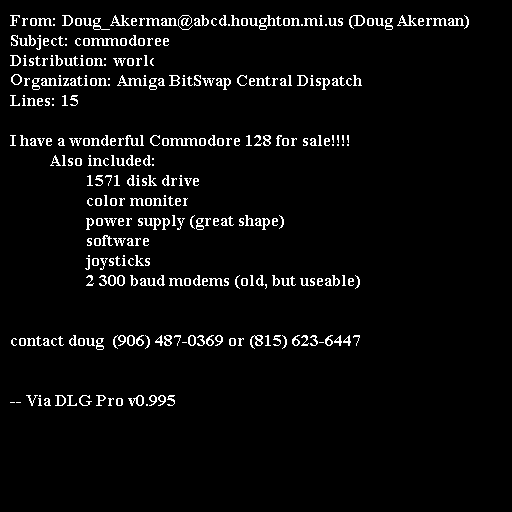 From: Doug_Akerman@abcd.houghton.mi.us (Doug Akerman)
Subject: commodoree
Distribution: world
Organization: Amiga BitSwap Central Dispatch
Lines: 15
I have a wonderful Commodore 128 for sale!!!!
Also included:
1571 disk drive
color moniter
power supply (great shape)
software
joysticks
2 300 baud modems (old, but useable)
contact doug  (906) 487-0369 or (815) 623-6447
-- Via DLG Pro v0.995